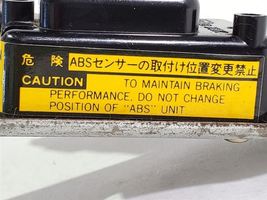 危険 ABSセンサーの取付け位置変更禁止
CAUTION TO MAINTAIN BRAKING
PERFORMANCE, DO NOT CHANGE
POSITION OF "ABS" UNIT